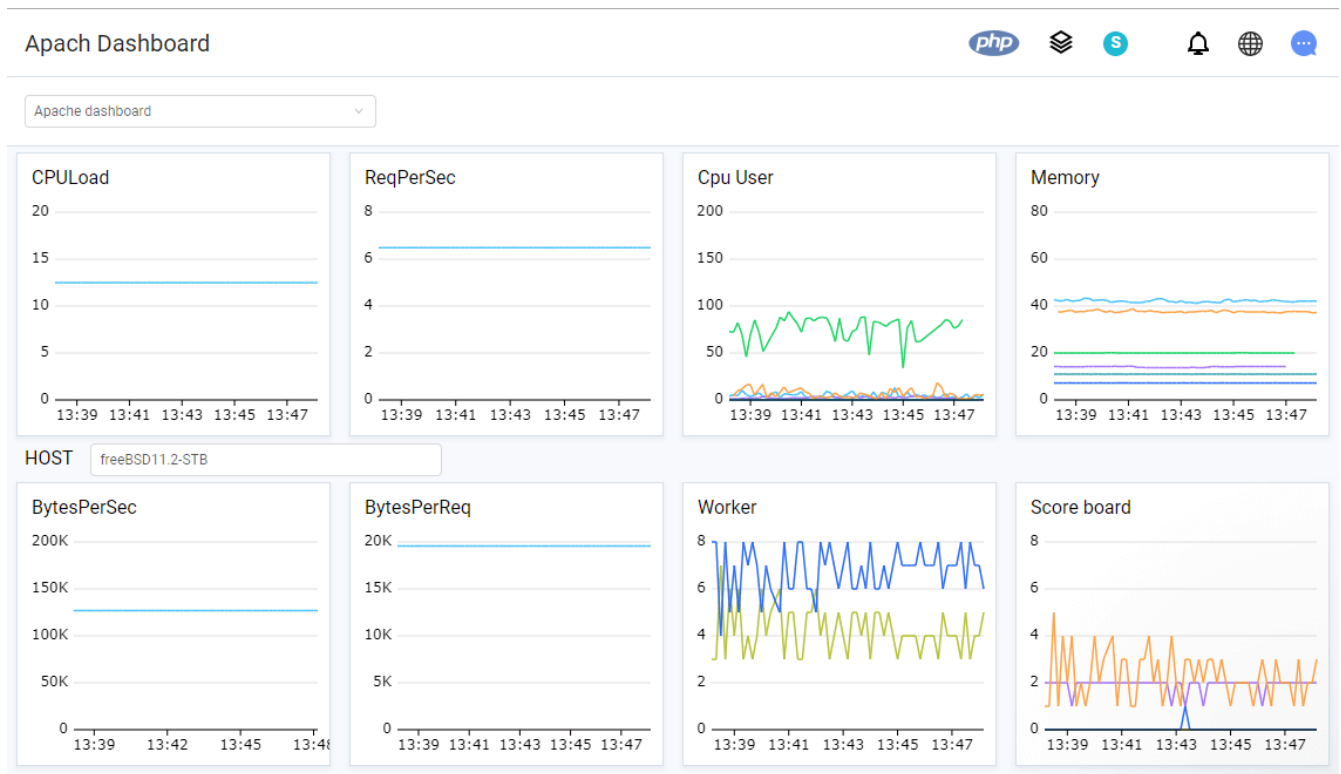 Apach Dashboard
php
S
Apache dashboard
CPULoad
20
15
10
5
0
13:39 13:41 13:43 13:45 13:47
ReqPerSec
8
6
4
2
0
13:39 13:41 13:43 13:45 13:47
Cpu User
200
150
100
50
0
13:39 13:41 13:43 13:45 13:47
Memory
80
60
40
20
0
13:39 13:41 13:43 13:45 13:47
HOST
freeBSD11.2-STB
BytesPerSec
200K
150K
100K
50K
0
13:39 13:42 13:45 13:48
BytesPerReq
20K
15K
10K
5K
0
13:39 13:41 13:43 13:45 13:47
Worker
8
6
4
2
0
13:39 13:41 13:43 13:45 13:47
Score board
8
6
4
2
0
13:39 13:41 13:43 13:45 13:47